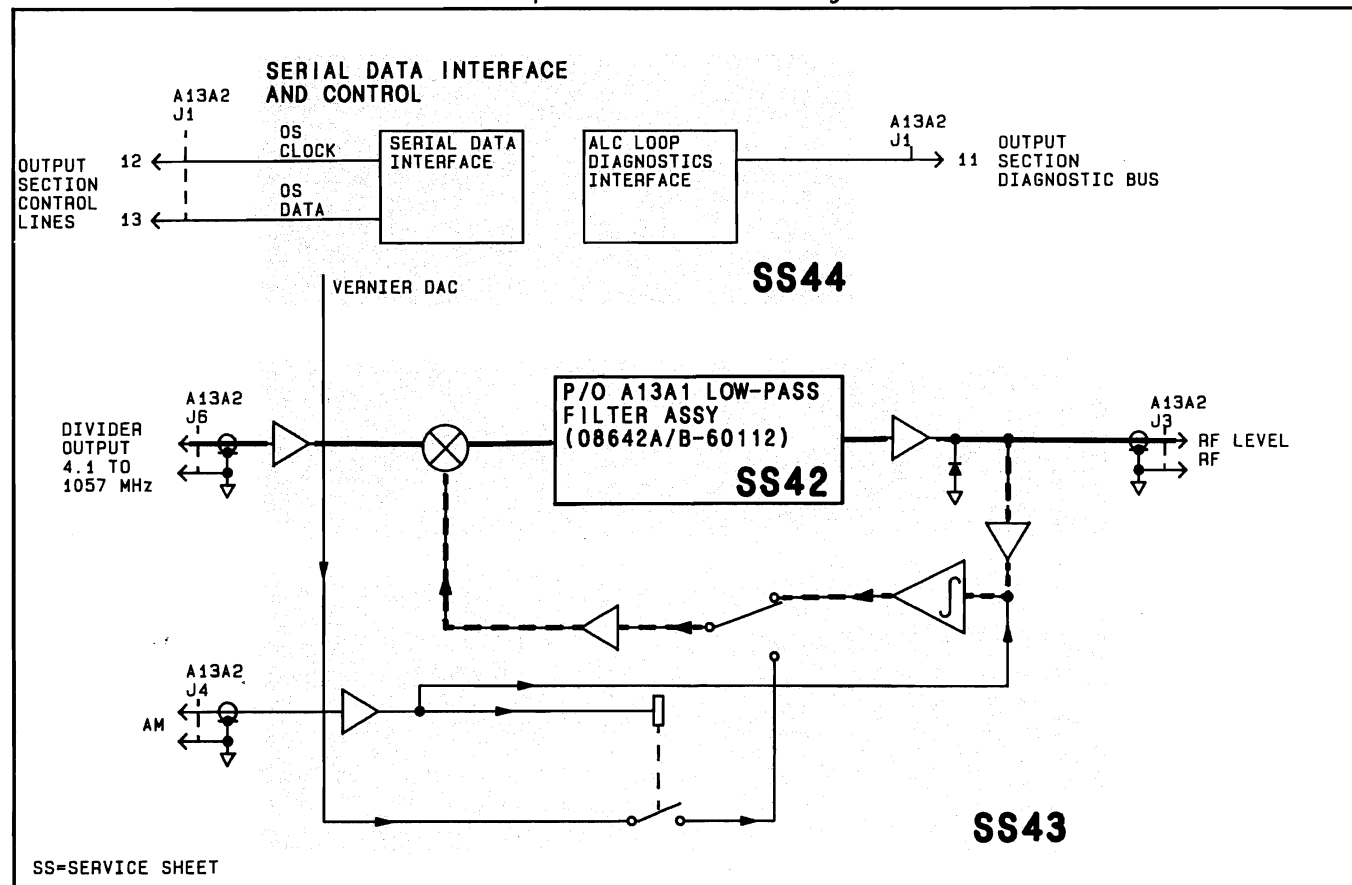 SERIAL DATA INTERFACE
AND CONTROL
A13A2
J1
OS
CLOCK
OS
DATA
OUTPUT
SECTION
CONTROL
LINES
12
13
SERIAL DATA
INTERFACE
ALC LOOP
DIAGNOSTICS
INTERFACE
A13A2
J1
11
OUTPUT
SECTION
DIAGNOSTIC BUS
SS44
VERNIER DAC
A13A2
J6
DIVIDER
OUTPUT
4.1 TO
1057 MHz
P/O A13A1 LOW-PASS
FILTER ASSY
(08642A/B-60112)
SS42
A13A2
J3
RF LEVEL
RF
A13A2
J4
AM
SS43
SS=SERVICE SHEET